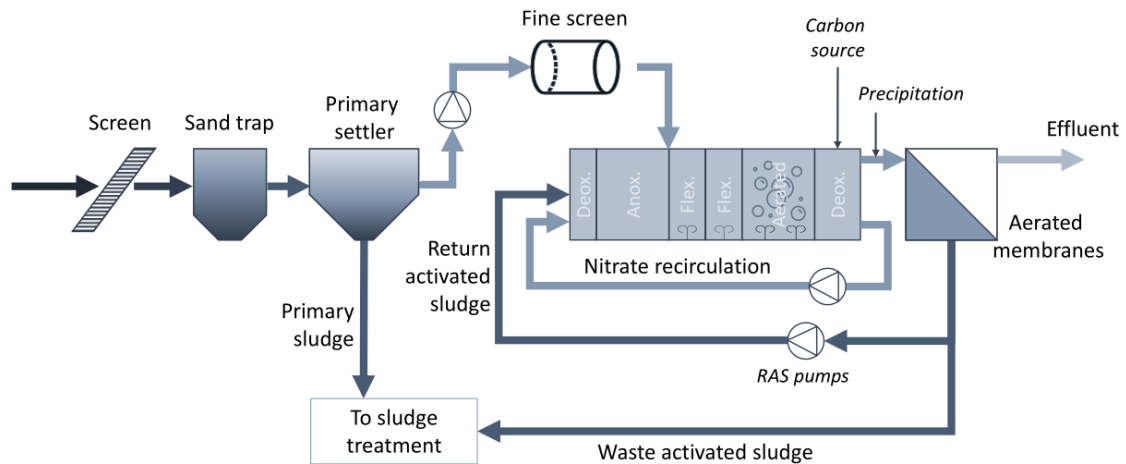 Fine screen
Carbon
source
Precipitation
Screen
Sand trap
Primary
settler
Effluent
Deox.
Anox.
Flex.
Flex.
Aerated
Deox.
Aerated
membranes
Return
activated
sludge
Nitrate recirculation
Primary
sludge
RAS pumps
To sludge
treatment
Waste activated sludge